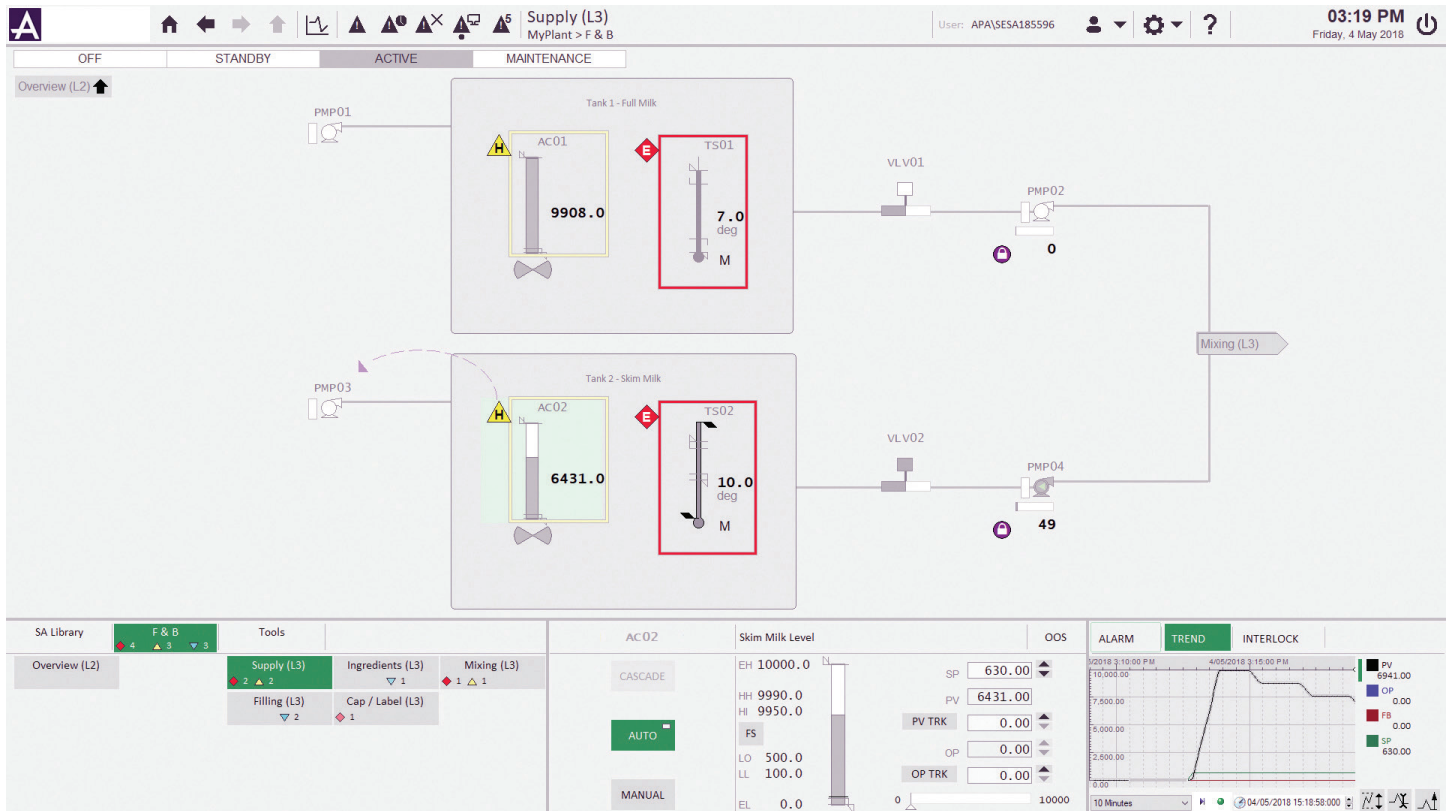 A
5
Supply (L3)
MyPlant > F & B
User: APA\SESA185596
?
03:19 PM
Friday, 4 May 2018
OFF STANDBY ACTIVE MAINTENANCE
Overview (L2)
Tank 1 - Full Milk
PMP01
H
AC01
9908.0
E
TS01
7.0
deg
M
VLV01
PMP02
0
Mixing (L3)
Tank 2 - Skim Milk
PMP03
H
AC02
6431.0
E
TS02
10.0
deg
M
VLV02
PMP04
49
SA Library F & B Tools
4 3 3
Overview (L2) Supply (L3) Ingredients (L3) Mixing (L3)
2 2 1 1 1
Filling (L3) Cap / Label (L3)
2 1
AC02 Skim Milk Level OOS
CASCADE
AUTO
MANUAL
EH 10000.0
HH 9990.0
HI 9950.0
FS
LO 500.0
LL 100.0
EL 0.0
SP 630.00
PV 6431.00
PV TRK 0.00
OP 0.00
OP TRK 0.00
0 10000
ALARM TREND INTERLOCK
/2018 3:10:00 PM 4/05/2018 3:15:00 PM
10,000.00
7,500.00
5,000.00
2,500.00
0.00
PV
6941.00
OP
0.00
FB
0.00
SP
630.00
10 Minutes 04/05/2018 15:18:58:000